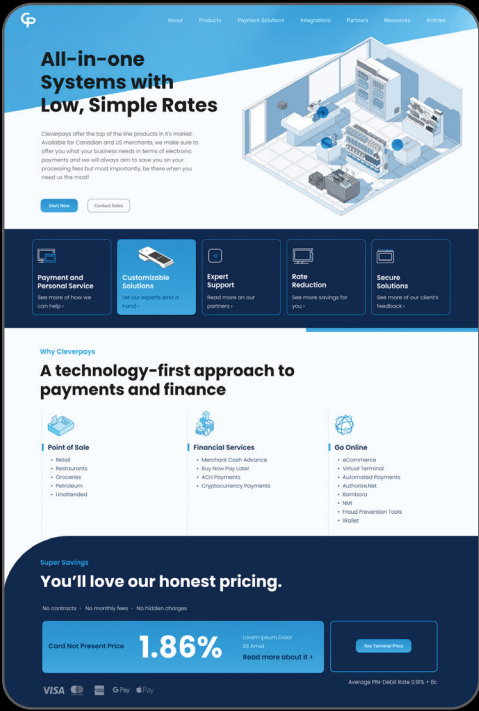 CP
About Products Payment Solutions Integrations Partners Resources Articles
All-in-one
Systems with
Low, Simple Rates
Cleverpays offer the top of the line products in it's market.
Available for Canadian and US merchants, we make sure to
offer you what your business needs in terms of electronic
payments and we will always aim to save you on your
processing fees but most importantly, be there when you
need us the most!
Start Now Contact Sales
Payment and
Personal Service
See more of how we
can help ›
Customizable
Solutions
Let our experts lend a
hand ›
Expert
Support
Read more on our
partners ›
Rate
Reduction
See more savings for
you ›
Secure
Solutions
See more of our client's
feedback ›
Why Cleverpays
A technology-first approach to
payments and finance
Point of Sale
• Retail
• Restaurants
• Groceries
• Petroleum
• Unattended
Financial Services
• Merchant Cash Advance
• Buy Now Pay Later
• ACH Payments
• Cryptocurrency Payments
Go Online
• eCommerce
• Virtual Terminal
• Automated Payments
• Authorize.Net
• Bambora
• NMI
• Fraud Prevention Tools
• Wallet
Super Savings
You'll love our honest pricing.
No contracts • No monthly fees • No hidden charges
Card Not Present Price
1.86%
Lorem Ipsum Dolor
Sit Amet
Read more about it ›
See Terminal Price
VISA G Pay Pay
Average PIN-Debit Rate 0.91% + 8c